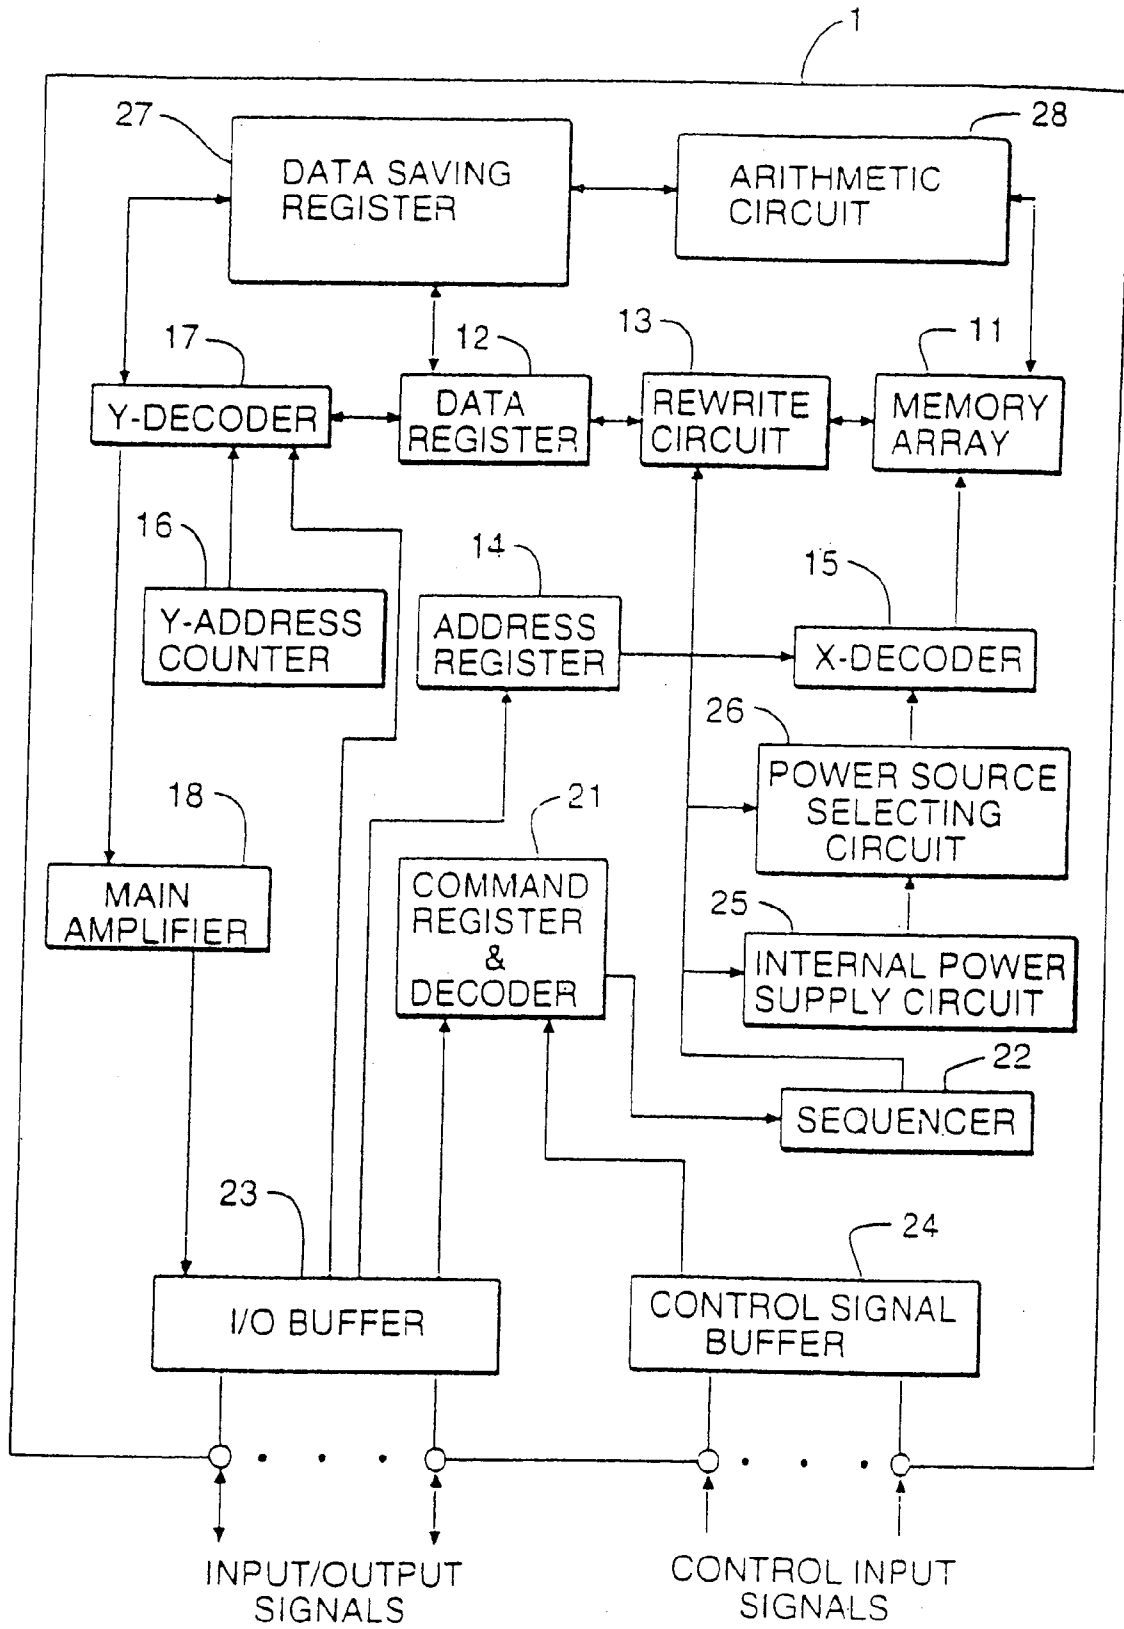 1
27
DATA SAVING
REGISTER
28
ARITHMETIC
CIRCUIT
17
Y-DECODER
12
DATA
REGISTER
13
REWRITE
CIRCUIT
11
MEMORY
ARRAY
16
Y-ADDRESS
COUNTER
14
ADDRESS
REGISTER
15
X-DECODER
26
POWER SOURCE
SELECTING
CIRCUIT
18
MAIN
AMPLIFIER
21
COMMAND
REGISTER
&
DECODER
25
INTERNAL POWER
SUPPLY CIRCUIT
22
SEQUENCER
23
I/O BUFFER
24
CONTROL SIGNAL
BUFFER
INPUT/OUTPUT
SIGNALS
CONTROL INPUT
SIGNALS